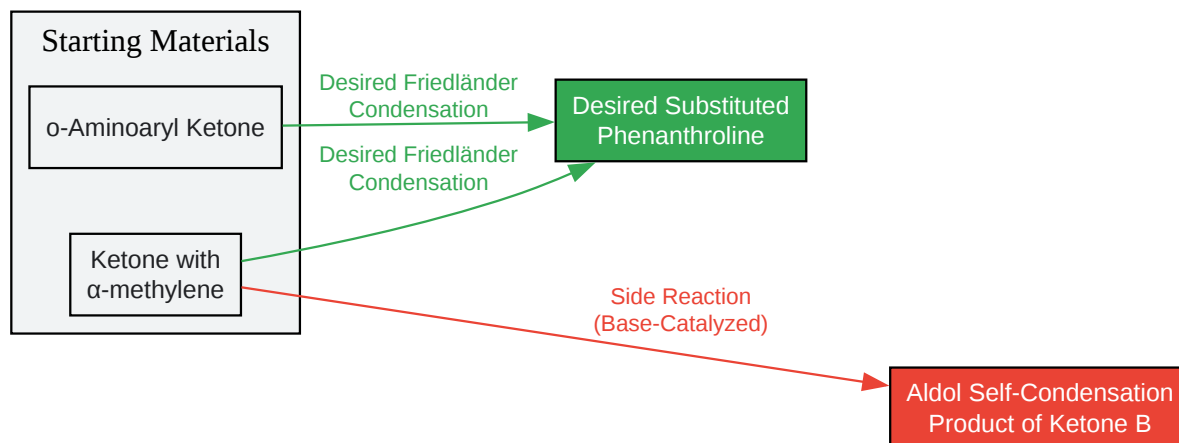 Starting Materials
o-Aminoaryl Ketone
Desired Friedländer
Condensation
Desired Substituted
Phenanthroline
Desired Friedländer
Condensation
Ketone with
α-methylene
Side Reaction
(Base-Catalyzed)
Aldol Self-Condensation
Product of Ketone B